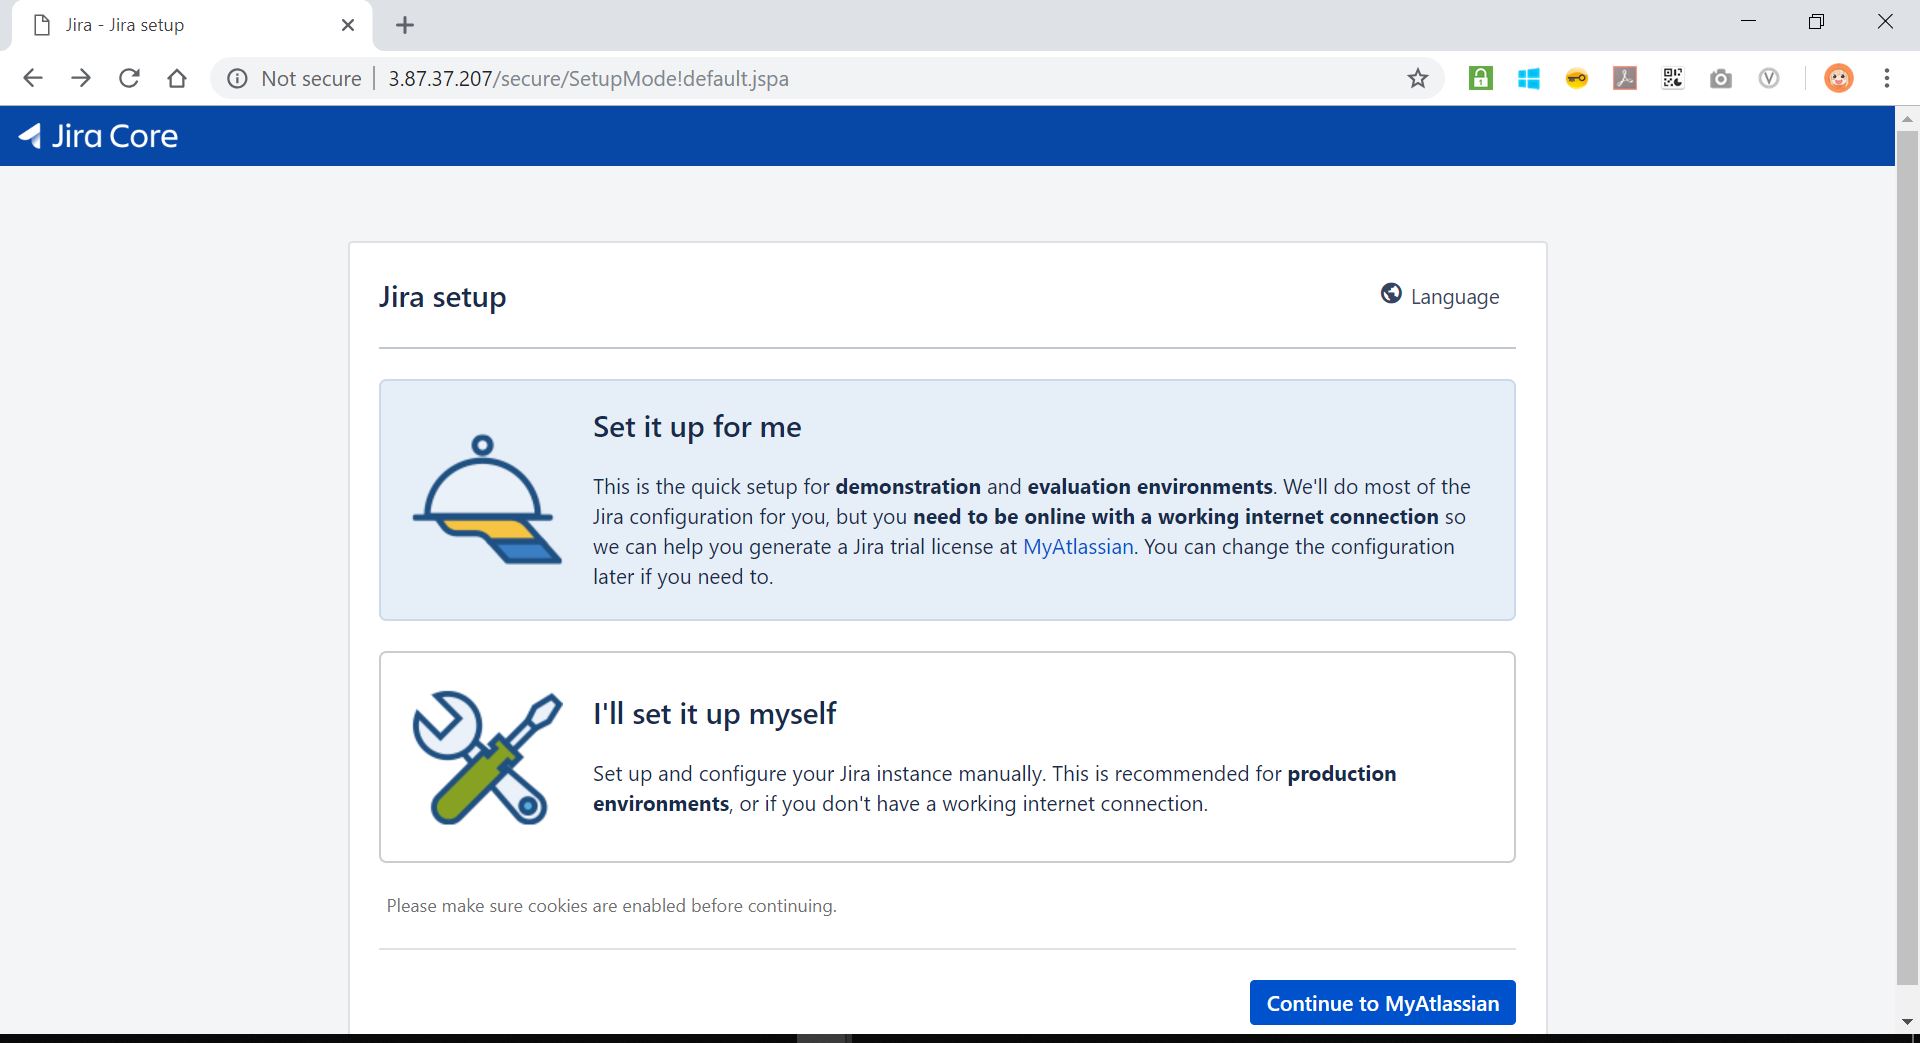 Jira - Jira setup
Not secure
3.87.37.207/secure/SetupMode!default.jspa
Jira Core
Jira setup
Language
Set it up for me
This is the quick setup for demonstration and evaluation environments. We'll do most of the
Jira configuration for you, but you need to be online with a working internet connection so
we can help you generate a Jira trial license at MyAtlassian. You can change the configuration
later if you need to.
I'll set it up myself
Set up and configure your Jira instance manually. This is recommended for production
environments, or if you don't have a working internet connection.
Please make sure cookies are enabled before continuing.
Continue to MyAtlassian